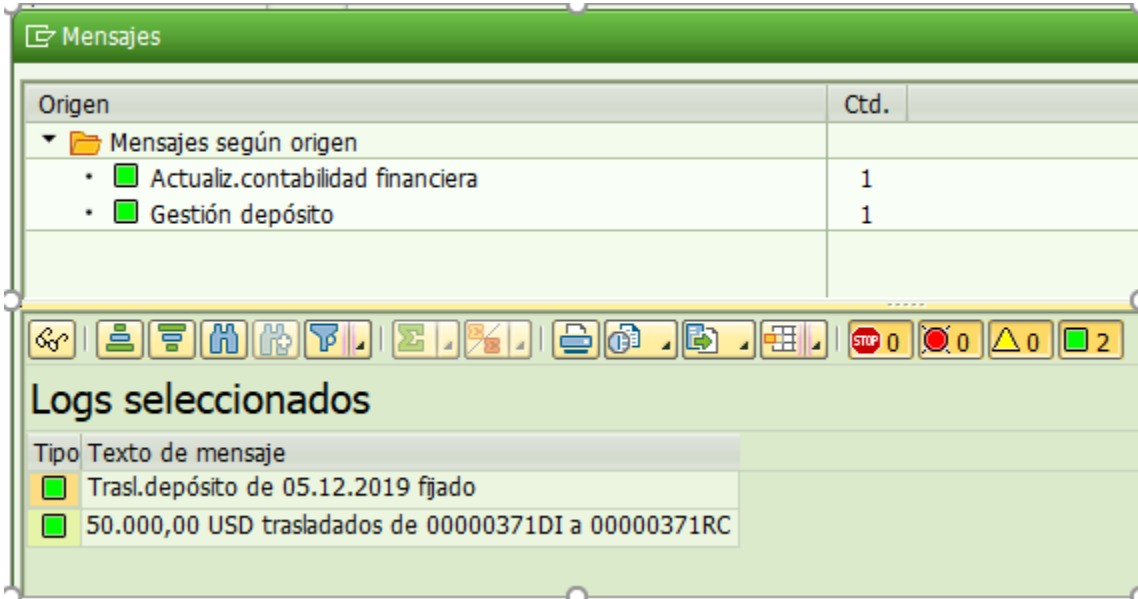 Mensajes
Origen Ctd.
Mensajes según origen
Actualiz.contabilidad financiera 1
Gestión depósito 1
STOP 0 0 0 2
Logs seleccionados
Tipo Texto de mensaje
Trasl.depósito de 05.12.2019 fijado
50.000,00 USD trasladados de 00000371DI a 00000371RC